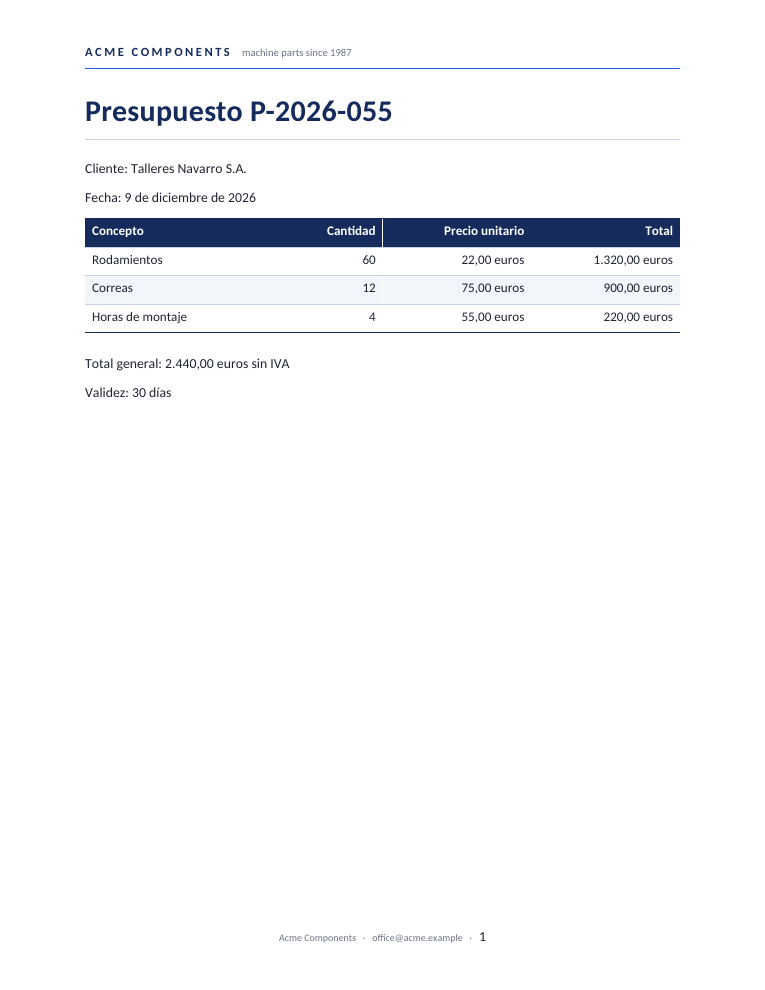 ACME COMPONENTS machine parts since 1987
Presupuesto P-2026-055
Cliente: Talleres Navarro S.A.
Fecha: 9 de diciembre de 2026
Concepto Cantidad Precio unitario Total
Rodamientos 60 22,00 euros 1.320,00 euros
Correas 12 75,00 euros 900,00 euros
Horas de montaje 4 55,00 euros 220,00 euros
Total general: 2.440,00 euros sin IVA
Validez: 30 días
Acme Components · office@acme.example · 1